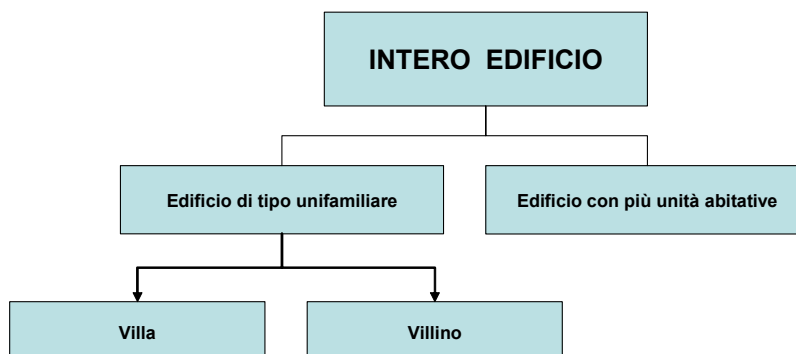 INTERO EDIFICIO
Edificio di tipo unifamiliare
Edificio con più unità abitative
Villa
Villino